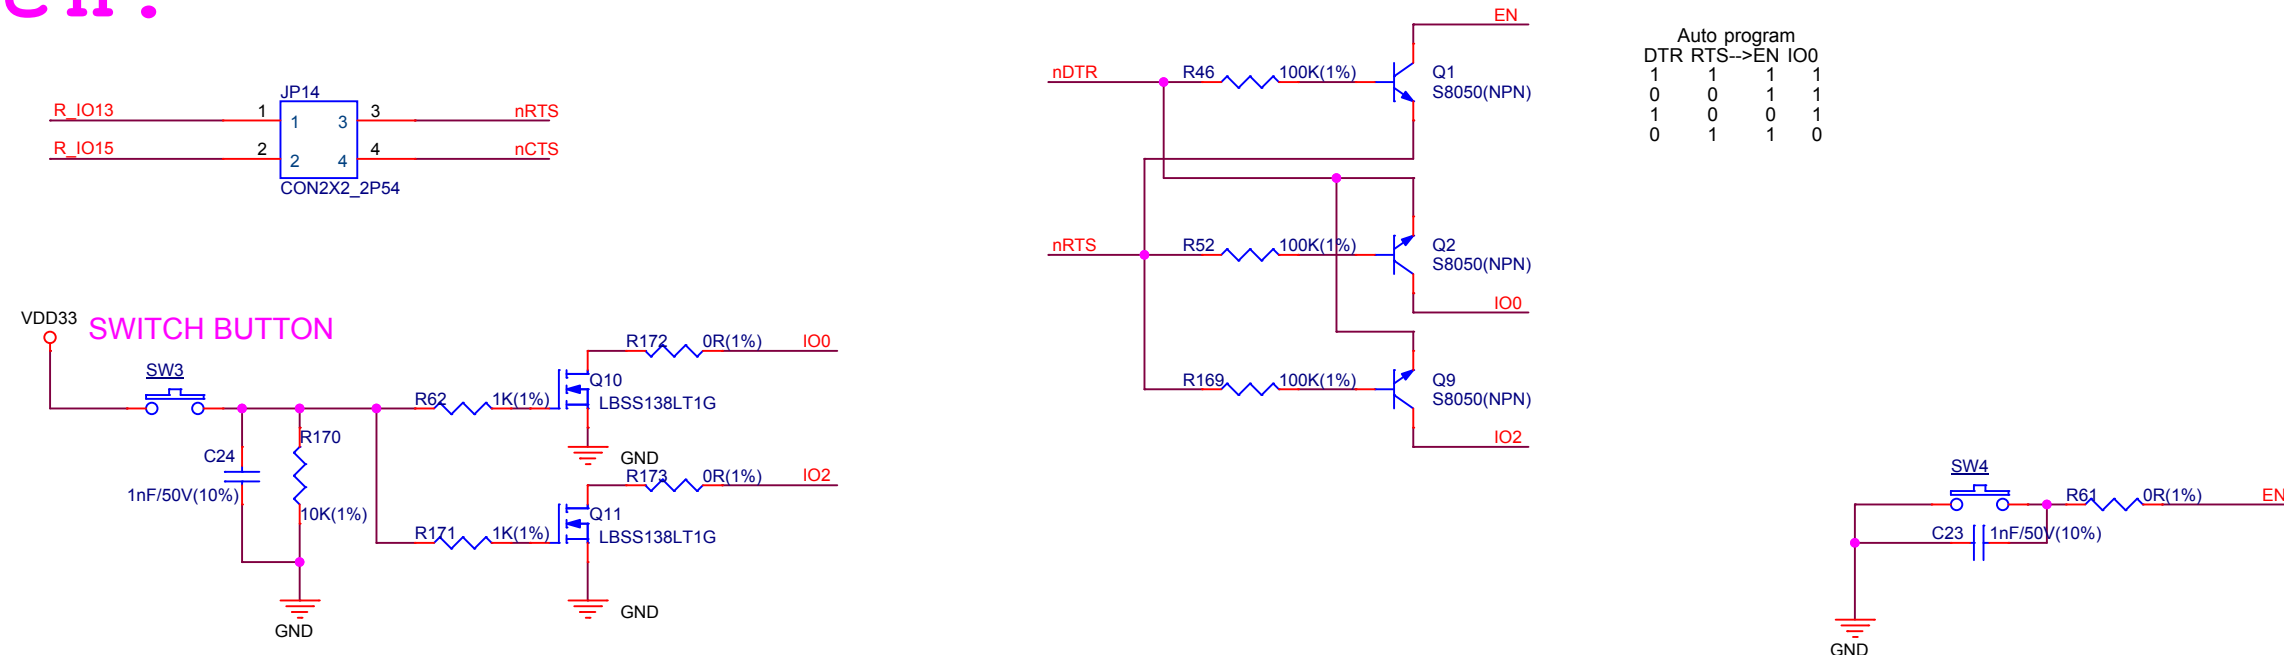 EN
nDTR
R46
100K(1%)
Q1
S8050(NPN)
Auto program
DTR RTS-->EN IO0
1 1 1 1
0 0 1 1
1 0 0 1
0 1 1 0
JP14
R_IO13
1
1
3
3
nRTS
R_IO15
2
2
4
4
nCTS
CON2X2_2P54
nRTS
R52
100K(1%)
Q2
S8050(NPN)
IO0
VDD33
SWITCH BUTTON
SW3
R62
1K(1%)
R172
0R(1%)
IO0
Q10
LBSS138LT1G
GND
R170
10K(1%)
C24
1nF/50V(10%)
GND
R171
1K(1%)
R173
0R(1%)
IO2
Q11
LBSS138LT1G
GND
R169
100K(1%)
Q9
S8050(NPN)
IO2
SW4
R61
0R(1%)
EN
C23
1nF/50V(10%)
GND